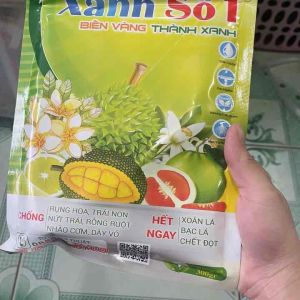 Xanh Số 1
BIẾN VÀNG THÀNH XANH
CHỐNG
RỤNG HOA, TRÁI NON
NỨT TRÁI, RỖNG RUỘT
NHÃO CƠM, DÀY VỎ
HẾT
NGAY
XOĂN LÁ
BẠC LÁ
CHẾT ĐỌT